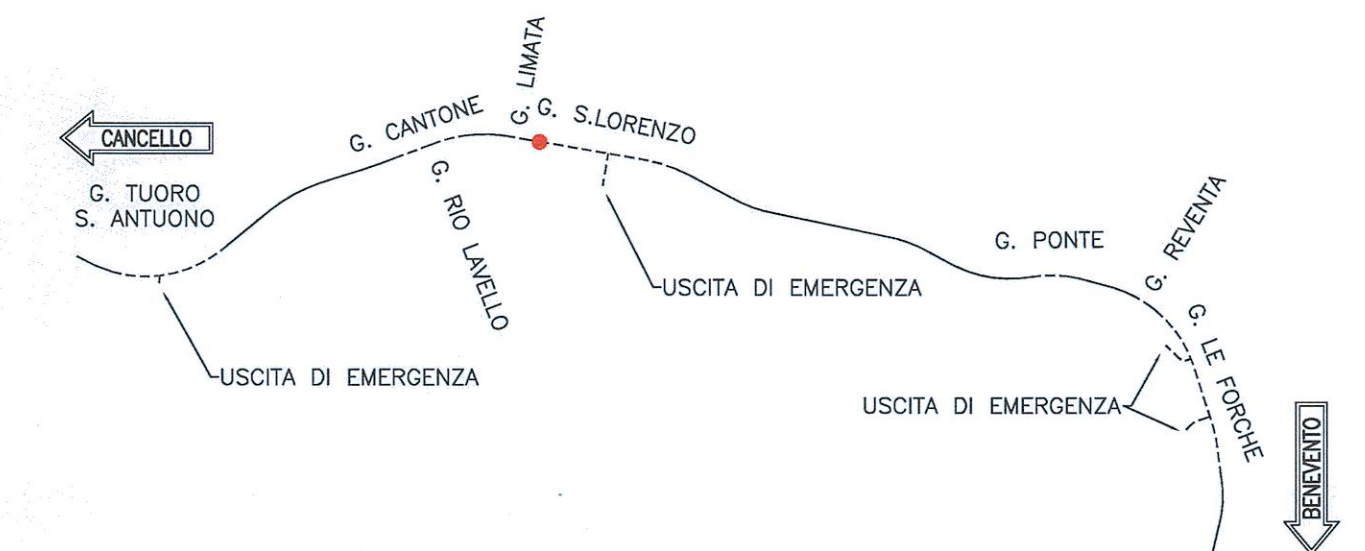 G. LIMATA
G. S.LORENZO
G. CANTONE
CANCELLO
G. TUORO
S. ANTUONO
G. RIO LAVELLO
G. REVENTA
G. PONTE
USCITA DI EMERGENZA
G. LE FORCHE
USCITA DI EMERGENZA
USCITA DI EMERGENZA
BENEVENTO